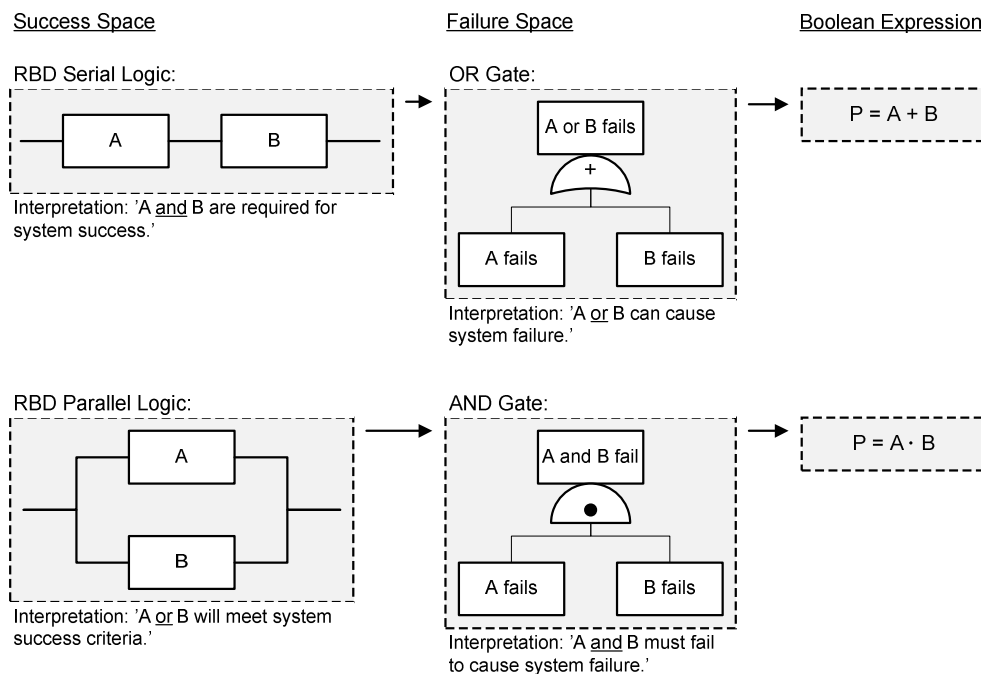 Success Space
Failure Space
Boolean Expression
RBD Serial Logic:
A
B
Interpretation: 'A and B are required for
system success.'
OR Gate:
A or B fails
+
A fails
B fails
Interpretation: 'A or B can cause
system failure.'
P = A + B
RBD Parallel Logic:
A
B
Interpretation: 'A or B will meet system
success criteria.'
AND Gate:
A and B fail
A fails
B fails
Interpretation: 'A and B must fail
to cause system failure.'
P = A · B